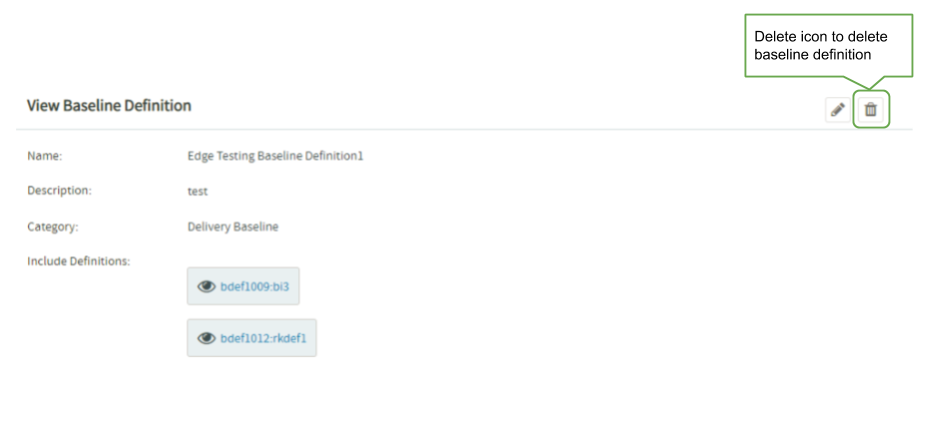 Delete icon to delete
baseline definition
View Baseline Definition
Name: Edge Testing Baseline Definition1
Description: test
Category: Delivery Baseline
Include Definitions:
bdef1009:bi3
bdef1012:rkdef1